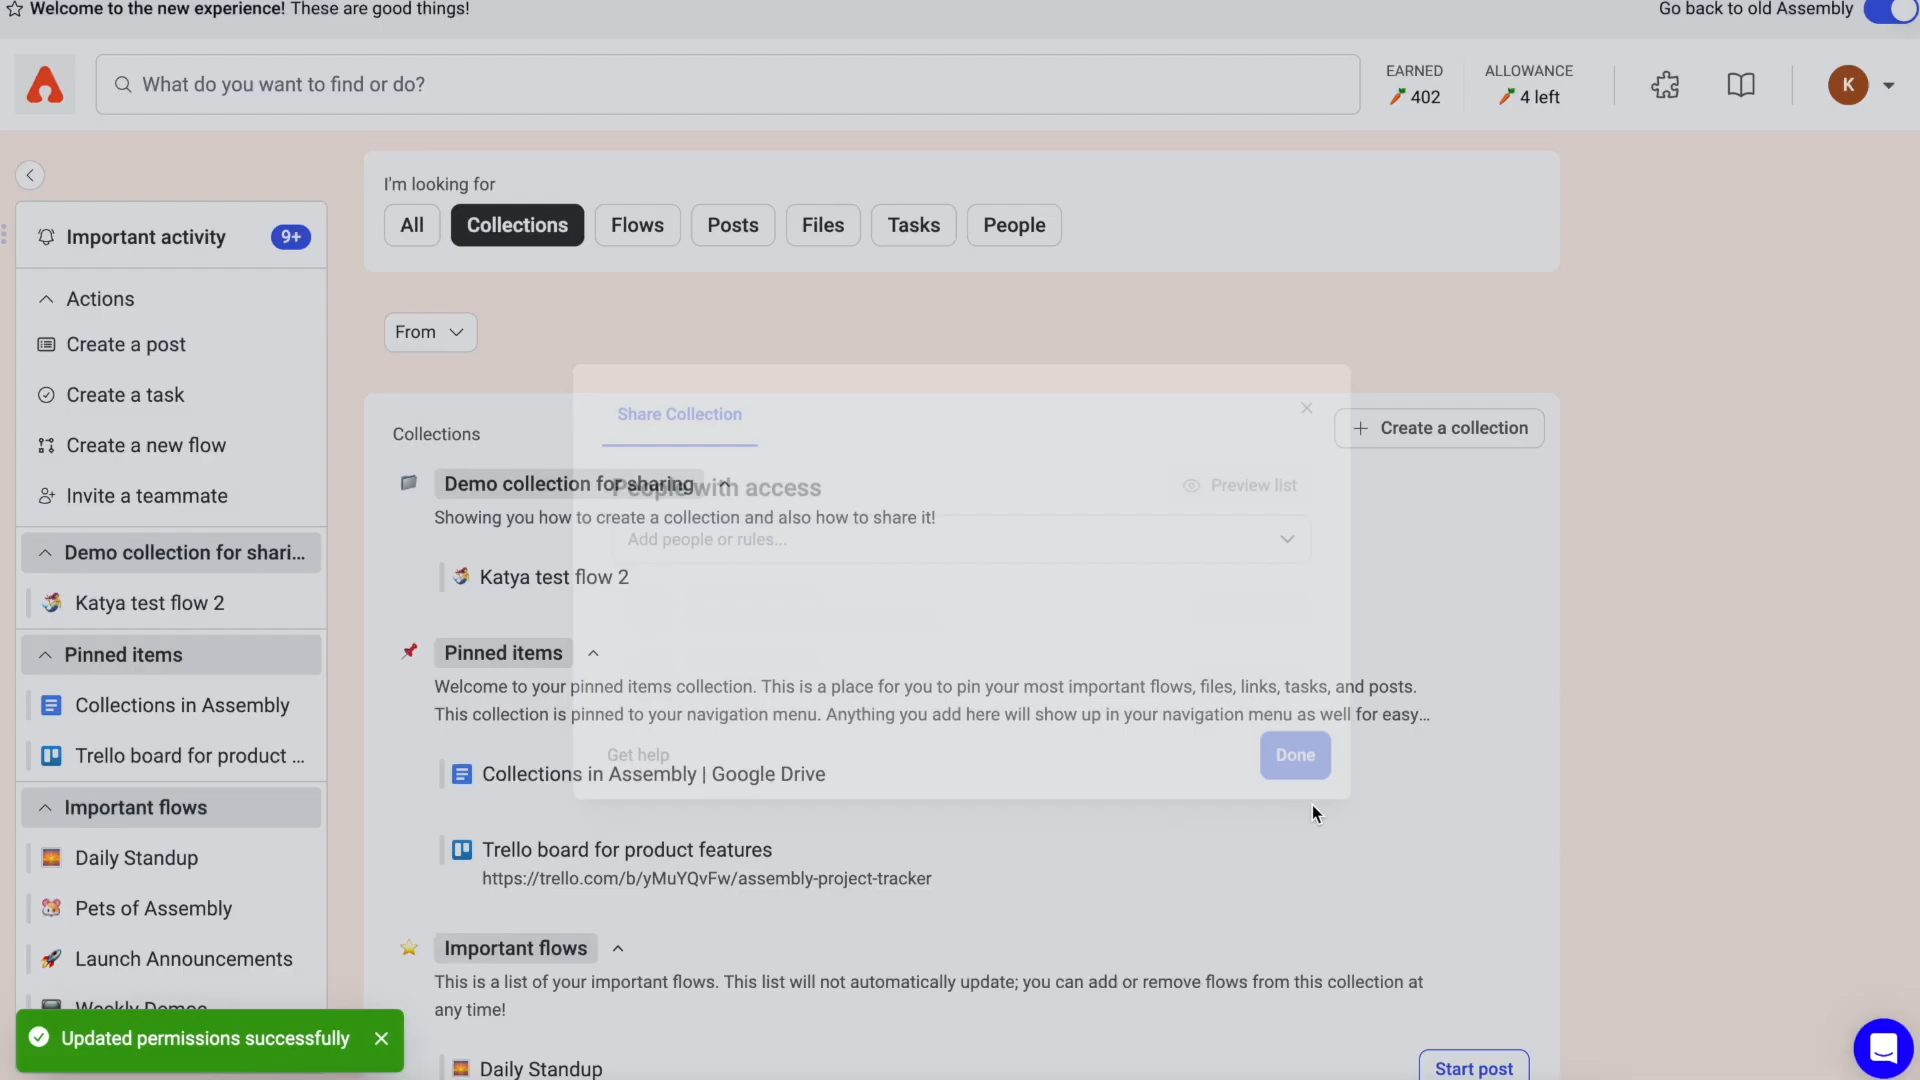 Welcome to the new experience! These are good things!
Go back to old Assembly
What do you want to find or do?
EARNED
402
ALLOWANCE
4 left
K
I'm looking for
All
Collections
Flows
Posts
Files
Tasks
People
Important activity
9+
Actions
Create a post
Create a task
Create a new flow
Invite a teammate
Demo collection for shari...
Katya test flow 2
Pinned items
Collections in Assembly
Trello board for product ...
Important flows
Daily Standup
Pets of Assembly
Launch Announcements
Weekly Demos
Updated permissions successfully
From
Share Collection
Collections
Create a collection
Demo collection for sharing
People with access
Preview list
Showing you how to create a collection and also how to share it!
Add people or rules...
Katya test flow 2
Pinned items
Welcome to your pinned items collection. This is a place for you to pin your most important flows, files, links, tasks, and posts.
This collection is pinned to your navigation menu. Anything you add here will show up in your navigation menu as well for easy...
Get help
Done
Collections in Assembly | Google Drive
Trello board for product features
https://trello.com/b/yMuYQvFw/assembly-project-tracker
Important flows
This is a list of your important flows. This list will not automatically update; you can add or remove flows from this collection at
any time!
Daily Standup
Start post